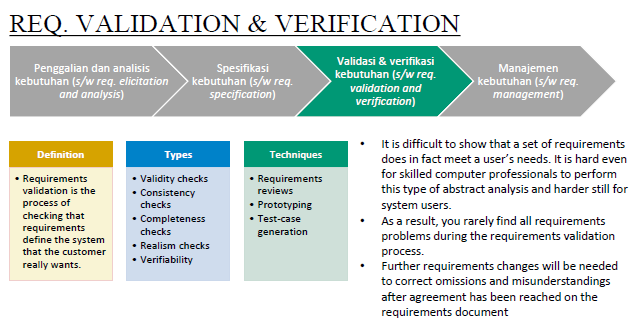 REQ. VALIDATION & VERIFICATION
Penggalian dan analisis
kebutuhan (s/w req. elicitation
and analysis)
Spesifikasi
kebutuhan (s/w req.
specification)
Validasi & verifikasi
kebutuhan (s/w req.
validation and
verification)
Manajemen
kebutuhan (s/w req.
management)
Definition
• Requirements
validation is the
process of
checking that
requirements
define the system
that the customer
really wants.
Types
• Validity checks
• Consistency
checks
• Completeness
checks
• Realism checks
• Verifiability
Techniques
• Requirements
reviews
• Prototyping
• Test-case
generation
• It is difficult to show that a set of requirements
does in fact meet a user's needs. It is hard even
for skilled computer professionals to perform
this type of abstract analysis and harder still for
system users.
• As a result, you rarely find all requirements
problems during the requirements validation
process.
• Further requirements changes will be needed
to correct omissions and misunderstandings
after agreement has been reached on the
requirements document